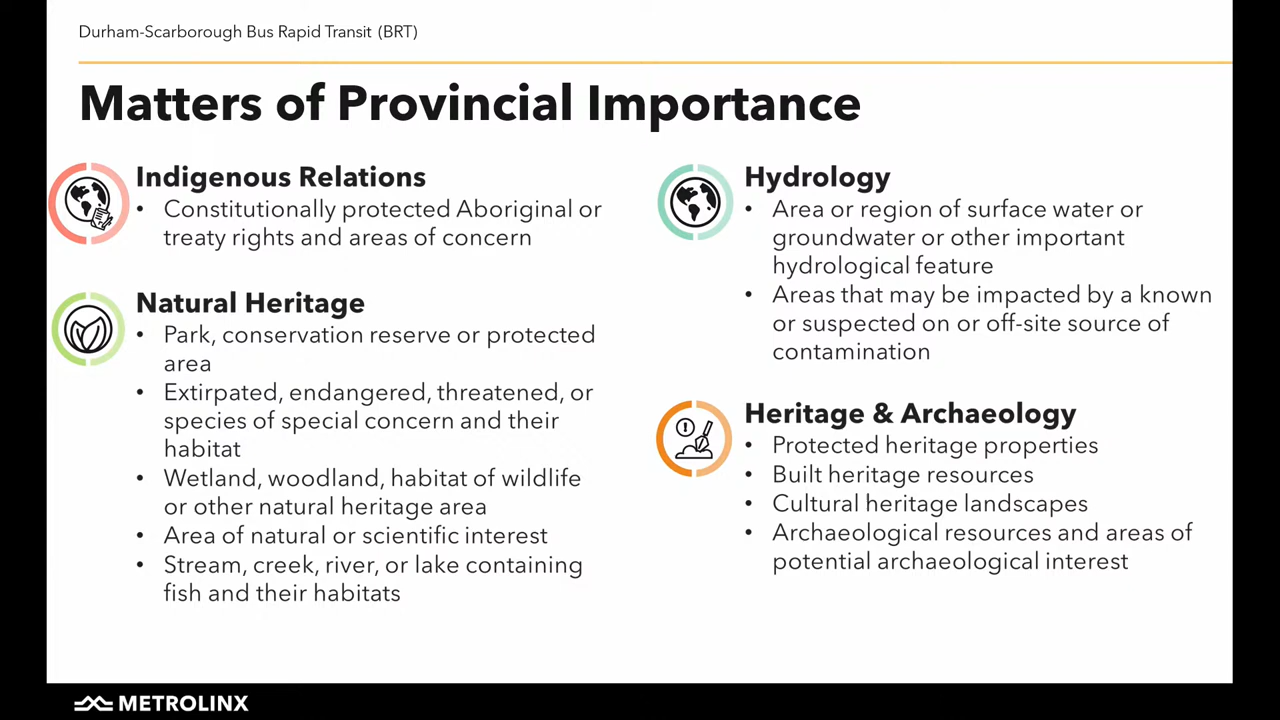 Durham-Scarborough Bus Rapid Transit (BRT)
Matters of Provincial Importance
Indigenous Relations
• Constitutionally protected Aboriginal or
treaty rights and areas of concern
Natural Heritage
• Park, conservation reserve or protected
area
• Extirpated, endangered, threatened, or
species of special concern and their
habitat
• Wetland, woodland, habitat of wildlife
or other natural heritage area
• Area of natural or scientific interest
• Stream, creek, river, or lake containing
fish and their habitats
Hydrology
• Area or region of surface water or
groundwater or other important
hydrological feature
• Areas that may be impacted by a known
or suspected on or off-site source of
contamination
Heritage & Archaeology
• Protected heritage properties
• Built heritage resources
• Cultural heritage landscapes
• Archaeological resources and areas of
potential archaeological interest
METROLINX